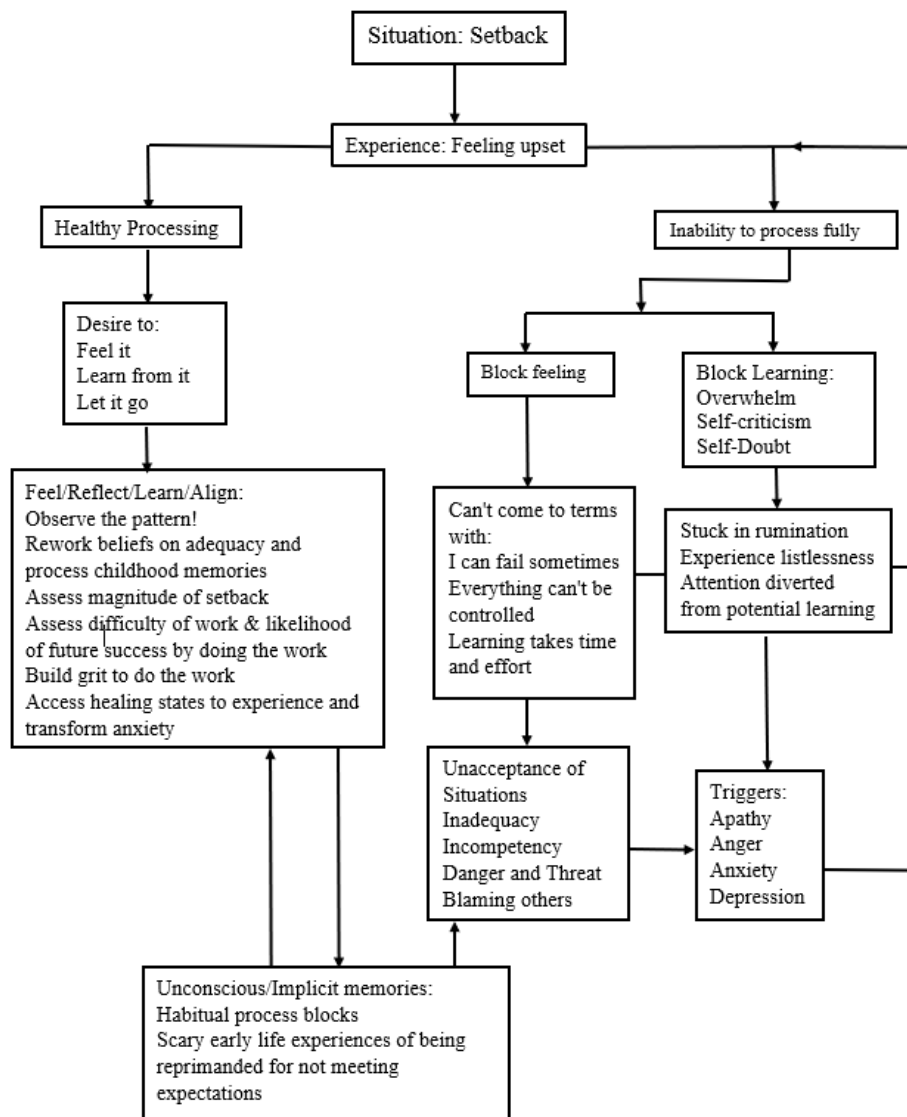 Situation: Setback
Experience: Feeling upset
Healthy Processing
Inability to process fully
Desire to:
Feel it
Learn from it
Let it go
Block feeling
Block Learning:
Overwhelm
Self-criticism
Self-Doubt
Feel/Reflect/Learn/Align:
Observe the pattern!
Rework beliefs on adequacy and
process childhood memories
Assess magnitude of setback
Assess difficulty of work & likelihood
of future success by doing the work
Build grit to do the work
Access healing states to experience and
transform anxiety
Can't come to terms
with:
I can fail sometimes
Everything can't be
controlled
Learning takes time
and effort
Stuck in rumination
Experience listlessness
Attention diverted
from potential learning
Unacceptance of
Situations
Inadequacy
Incompetency
Danger and Threat
Blaming others
Triggers:
Apathy
Anger
Anxiety
Depression
Unconscious/Implicit memories:
Habitual process blocks
Scary early life experiences of being
reprimanded for not meeting
expectations